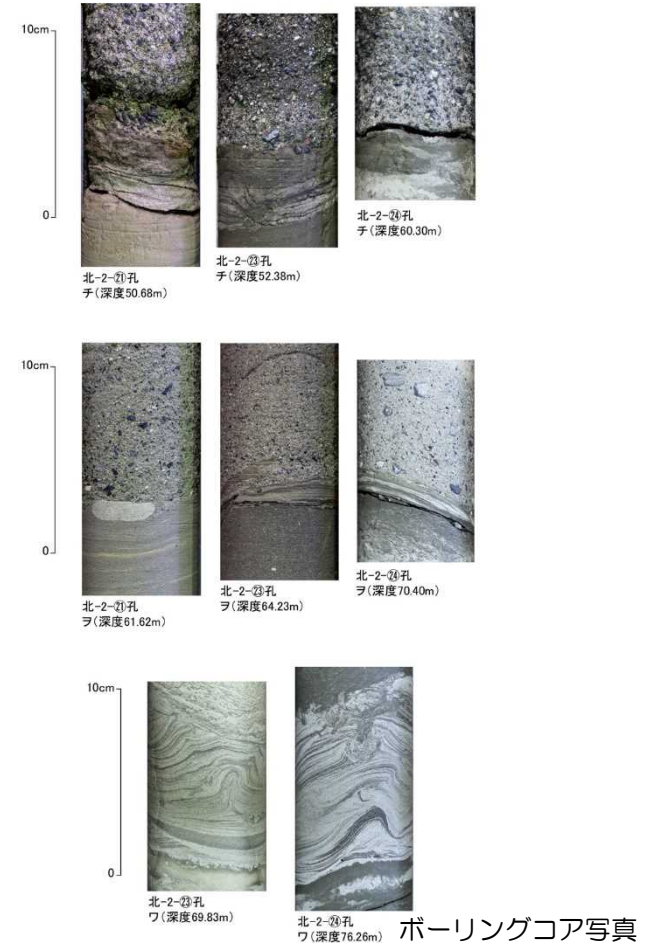 10cm
0
北-2-㉑孔
チ(深度50.68m)
北-2-㉓孔
チ(深度52.38m)
北-2-㉔孔
チ(深度60.30m)
10cm
0
北-2-㉑孔
ヲ(深度61.62m)
北-2-㉓孔
ヲ(深度64.23m)
北-2-㉔孔
ヲ(深度70.40m)
10cm
0
北-2-㉓孔
ワ(深度69.83m)
北-2-㉔孔
ワ(深度76.26m)
ボーリングコア写真